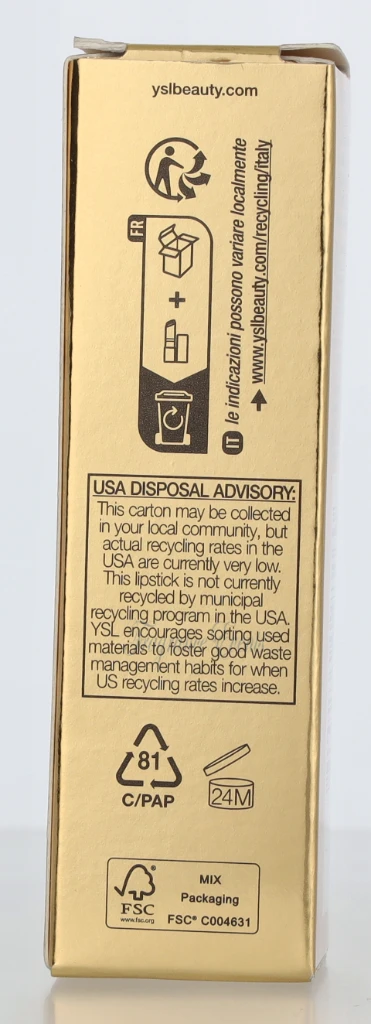 yslbeauty.com
FR
IT le indicazioni possono variare localmente
www.yslbeauty.com/recycling/italy
USA DISPOSAL ADVISORY:
This carton may be collected
in your local community, but
actual recycling rates in the
USA are currently very low.
This lipstick is not currently
recycled by municipal
recycling program in the USA.
YSL encourages sorting used
materials to foster good waste
management habits for when
US recycling rates increase.
81
C/PAP
24M
FSC®
www.fsc.org
MIX
Packaging
FSC® C004631